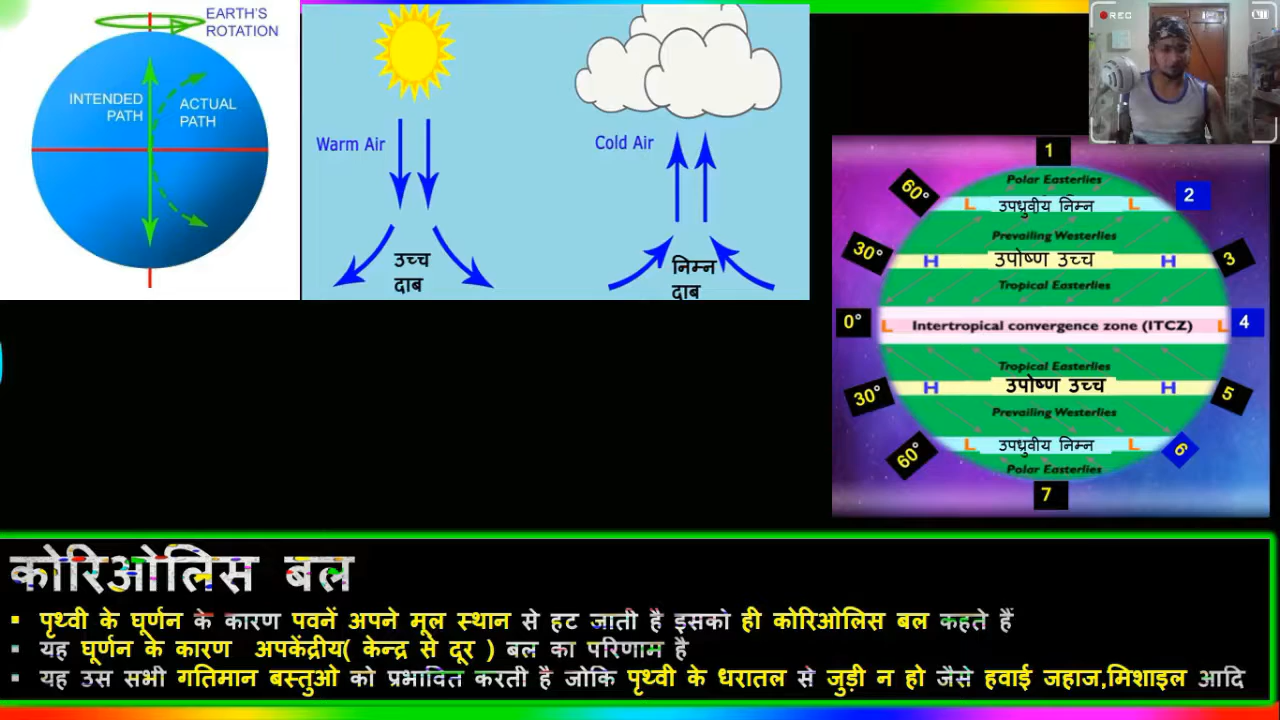 EARTH'S
ROTATION
INTENDED
PATH
ACTUAL
PATH
Warm Air
उच्च
दाब
Cold Air
निम्न
दाब
REC
1
Polar Easterlies
60°
L उपध्रुवीय निम्न L
2
Prevailing Westerlies
30°
H उपोष्ण उच्च H
3
Tropical Easterlies
0°
L Intertropical convergence zone (ITCZ) L
4
Tropical Easterlies
30°
H उपोष्ण उच्च H
5
Prevailing Westerlies
60°
L उपध्रुवीय निम्न L
6
Polar Easterlies
7
कोरिओलिस बल
▪ पृथ्वी के घूर्णन के कारण पवनें अपने मूल स्थान से हट जाती है इसको ही कोरिओलिस बल कहते हैं
▪ यह घूर्णन के कारण अपकेंद्रीय( केन्द्र से दूर ) बल का परिणाम है
▪ यह उस सभी गतिमान बस्तुओ को प्रभावित करती है जोकि पृथ्वी के धरातल से जुड़ी न हो जैसे हवाई जहाज,मिशाइल आदि